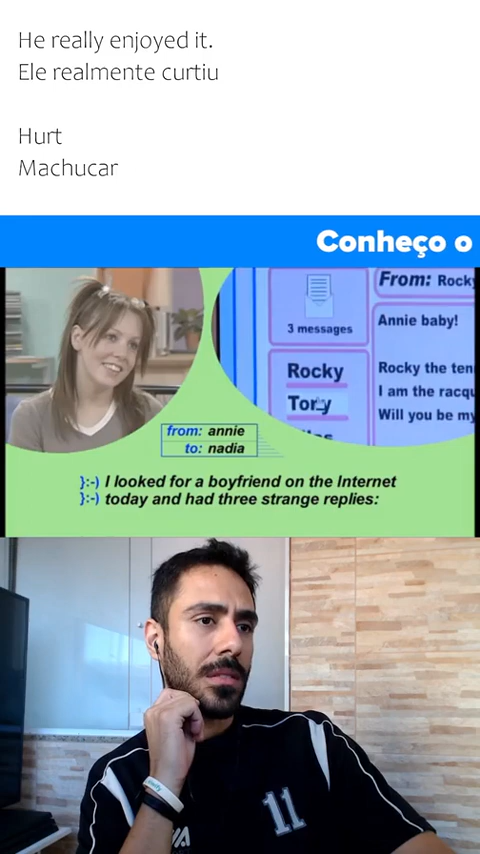 He really enjoyed it.
Ele realmente curtiu
Hurt
Machucar
Conheço o
3 messages
Rocky
Tory
From: Rocky
Annie baby!
Rocky the ten
I am the racqu
Will you be my
from: annie
to: nadia
}:-) I looked for a boyfriend on the Internet
}:-) today and had three strange replies:
11